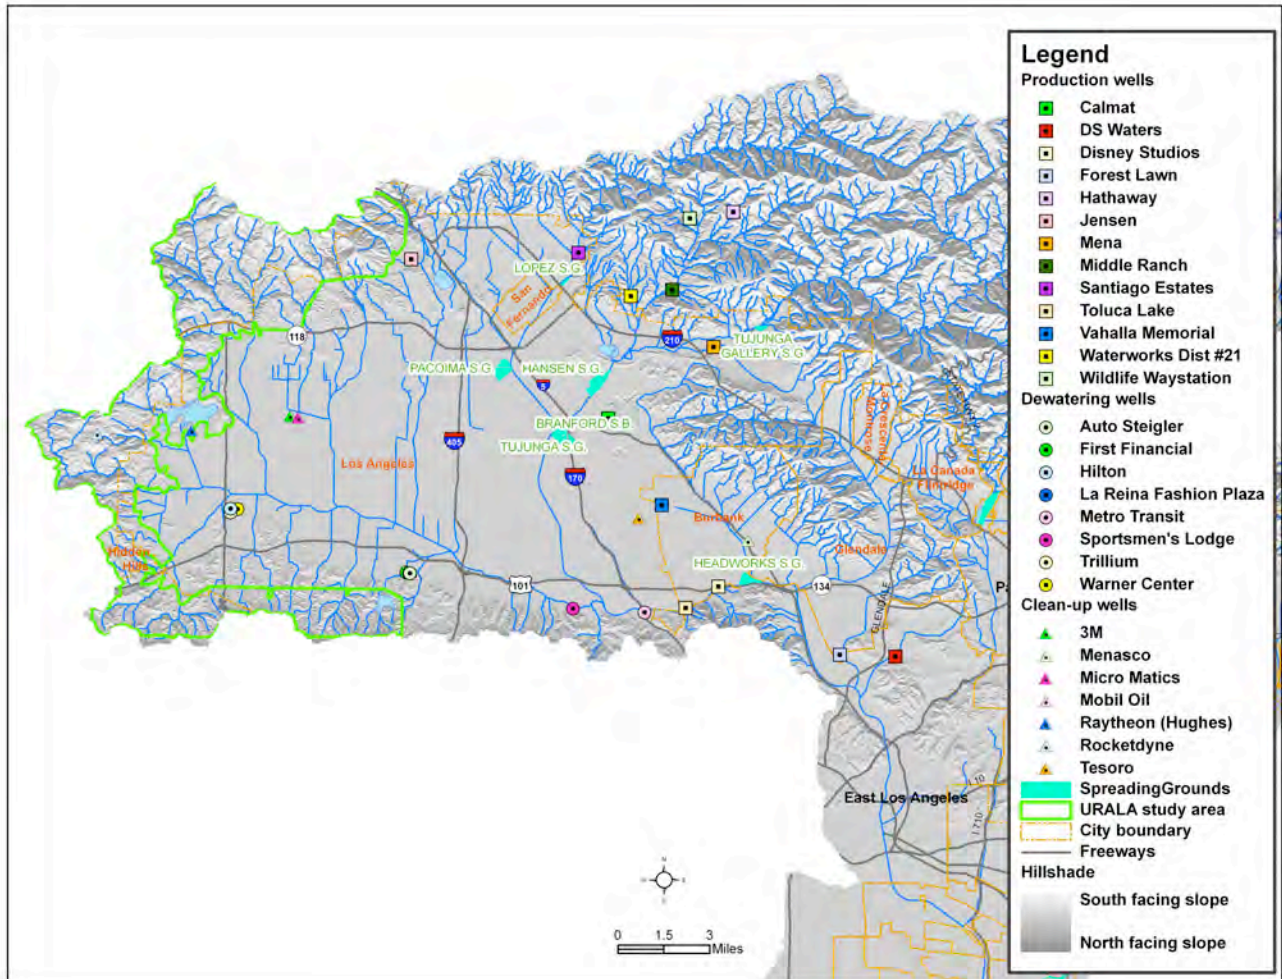 Legend
Production wells
Calmat
DS Waters
Disney Studios
Forest Lawn
Hathaway
Jensen
Mena
Middle Ranch
Santiago Estates
Toluca Lake
Vahalla Memorial
Waterworks Dist #21
Wildlife Waystation
Dewatering wells
Auto Steigler
First Financial
Hilton
La Reina Fashion Plaza
Metro Transit
Sportsmen's Lodge
Trillium
Warner Center
Clean-up wells
3M
Menasco
Micro Matics
Mobil Oil
Raytheon (Hughes)
Rocketdyne
Tesoro
SpreadingGrounds
URALA study area
City boundary
Freeways
Hillshade
South facing slope
North facing slope
LOPEZ S.G.
San
Fernando
118
210
TUJUNGA
GALLERY S.G.
PACOIMA S.G.
HANSEN S.G.
5
BRANFORD S.B.
TUJUNGA S.G.
405
Los Angeles
170
La Canada
Flintridge
Burbank
Glendale
Hidden
Hills
HEADWORKS S.G.
101
134
GLENDALE
Pa
East Los Angeles
I 10
I 710
N
S
0 1.5 3
Miles